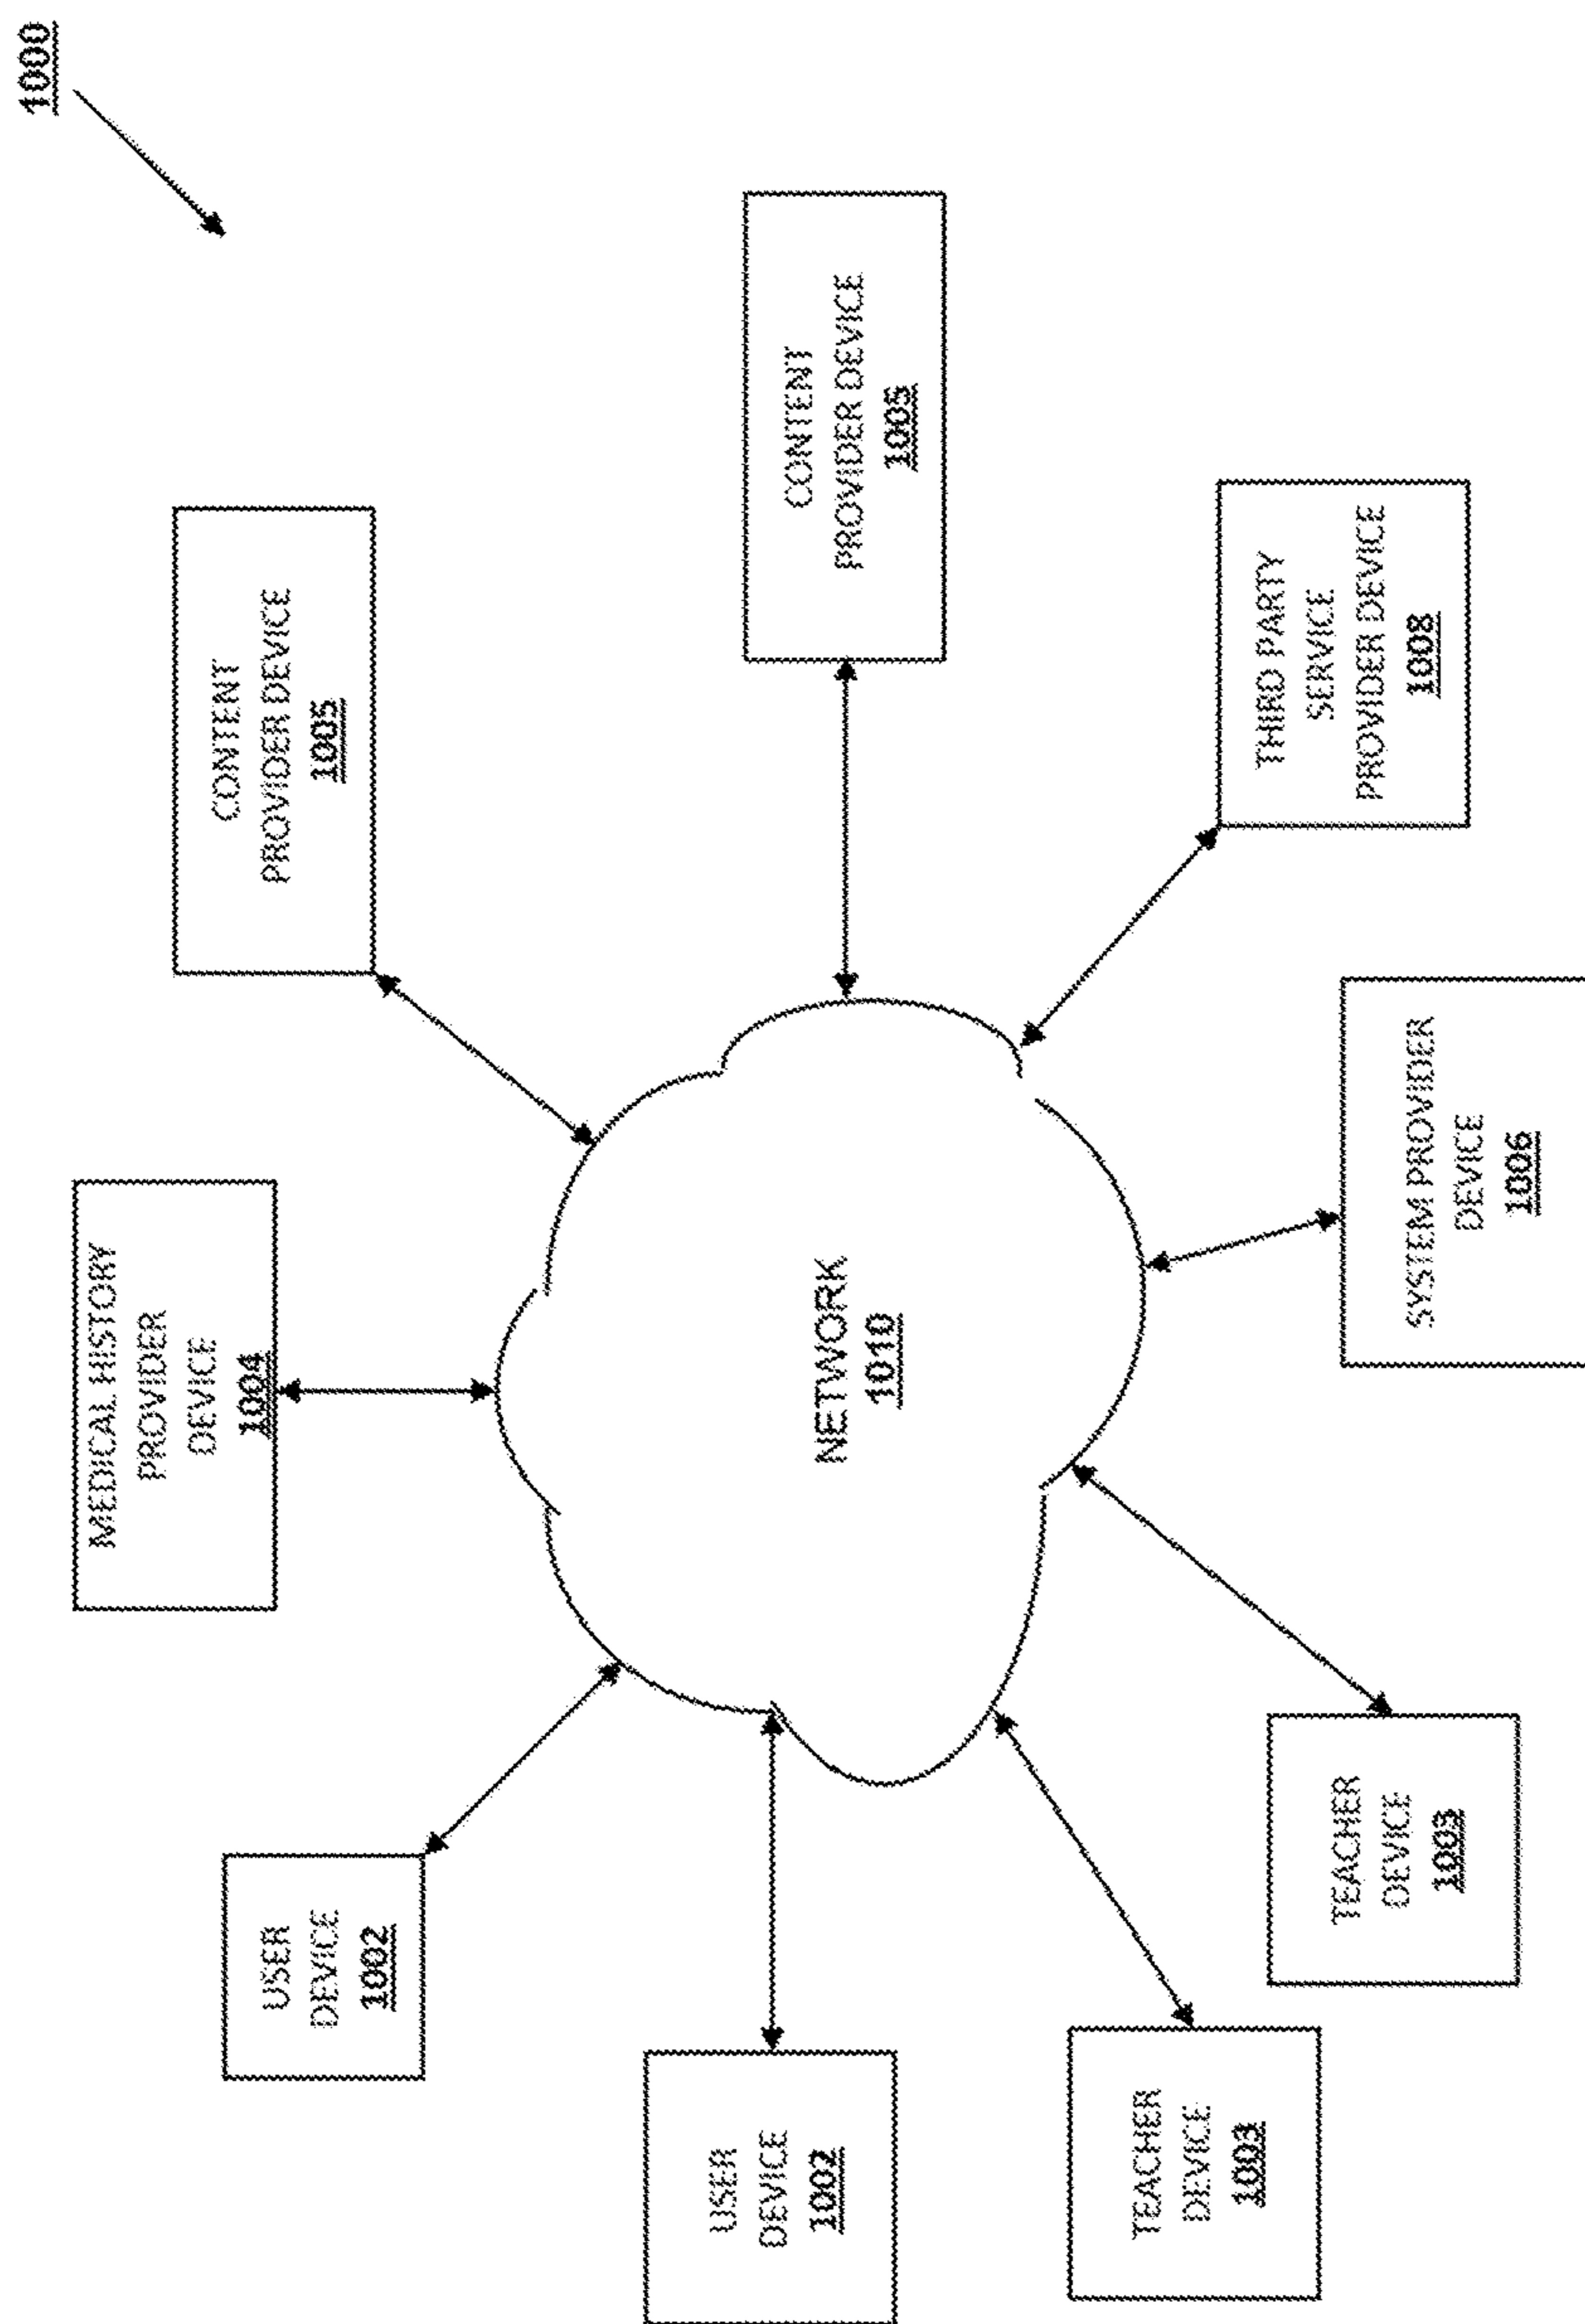 1000
MEDICAL HISTORY
PROVIDER
DEVICE
1004
CONTENT
PROVIDER DEVICE
1005
USER
DEVICE
1002
CONTENT
PROVIDER DEVICE
1005
NETWORK
1010
USER
DEVICE
1002
THIRD PARTY
SERVICE
PROVIDER DEVICE
1008
TEACHER
DEVICE
1003
TEACHER
DEVICE
1003
SYSTEM PROVIDER
DEVICE
1006